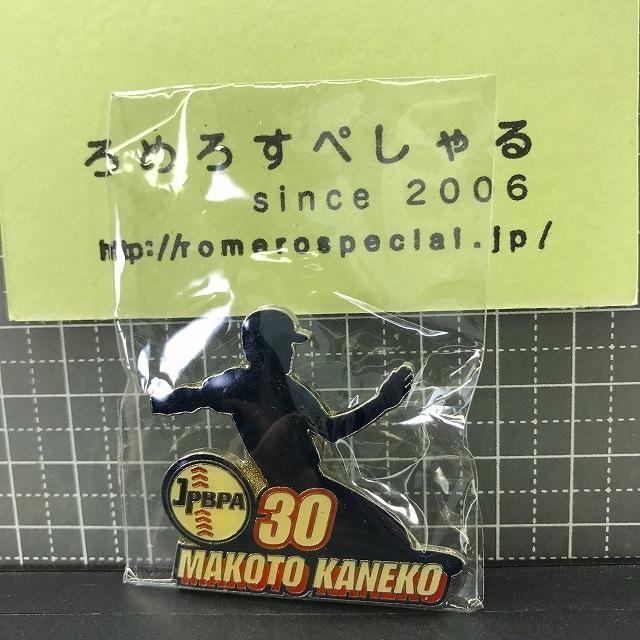 ろめろすぺしゃる
since 2006
http://romerospecial.jp/
JPBPA
30
MAKOTO KANEKO